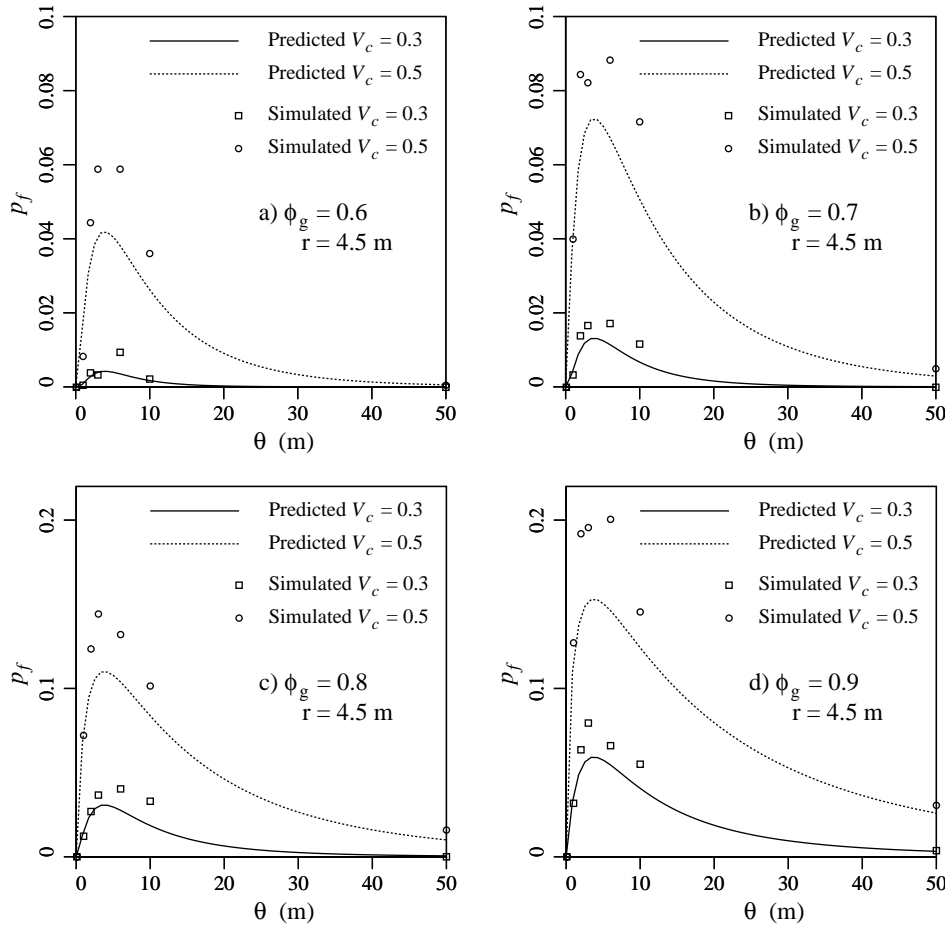 Predicted V_c = 0.3
Predicted V_c = 0.5
Simulated V_c = 0.3
Simulated V_c = 0.5
a) ϕ_g = 0.6
r = 4.5 m
p_f
0 0.02 0.04 0.06 0.08 0.1
0 10 20 30 40 50
θ (m)
Predicted V_c = 0.3
Predicted V_c = 0.5
Simulated V_c = 0.3
Simulated V_c = 0.5
b) ϕ_g = 0.7
r = 4.5 m
p_f
0 0.02 0.04 0.06 0.08 0.1
0 10 20 30 40 50
θ (m)
Predicted V_c = 0.3
Predicted V_c = 0.5
Simulated V_c = 0.3
Simulated V_c = 0.5
c) ϕ_g = 0.8
r = 4.5 m
p_f
0 0.1 0.2
0 10 20 30 40 50
θ (m)
Predicted V_c = 0.3
Predicted V_c = 0.5
Simulated V_c = 0.3
Simulated V_c = 0.5
d) ϕ_g = 0.9
r = 4.5 m
p_f
0 0.1 0.2
0 10 20 30 40 50
θ (m)